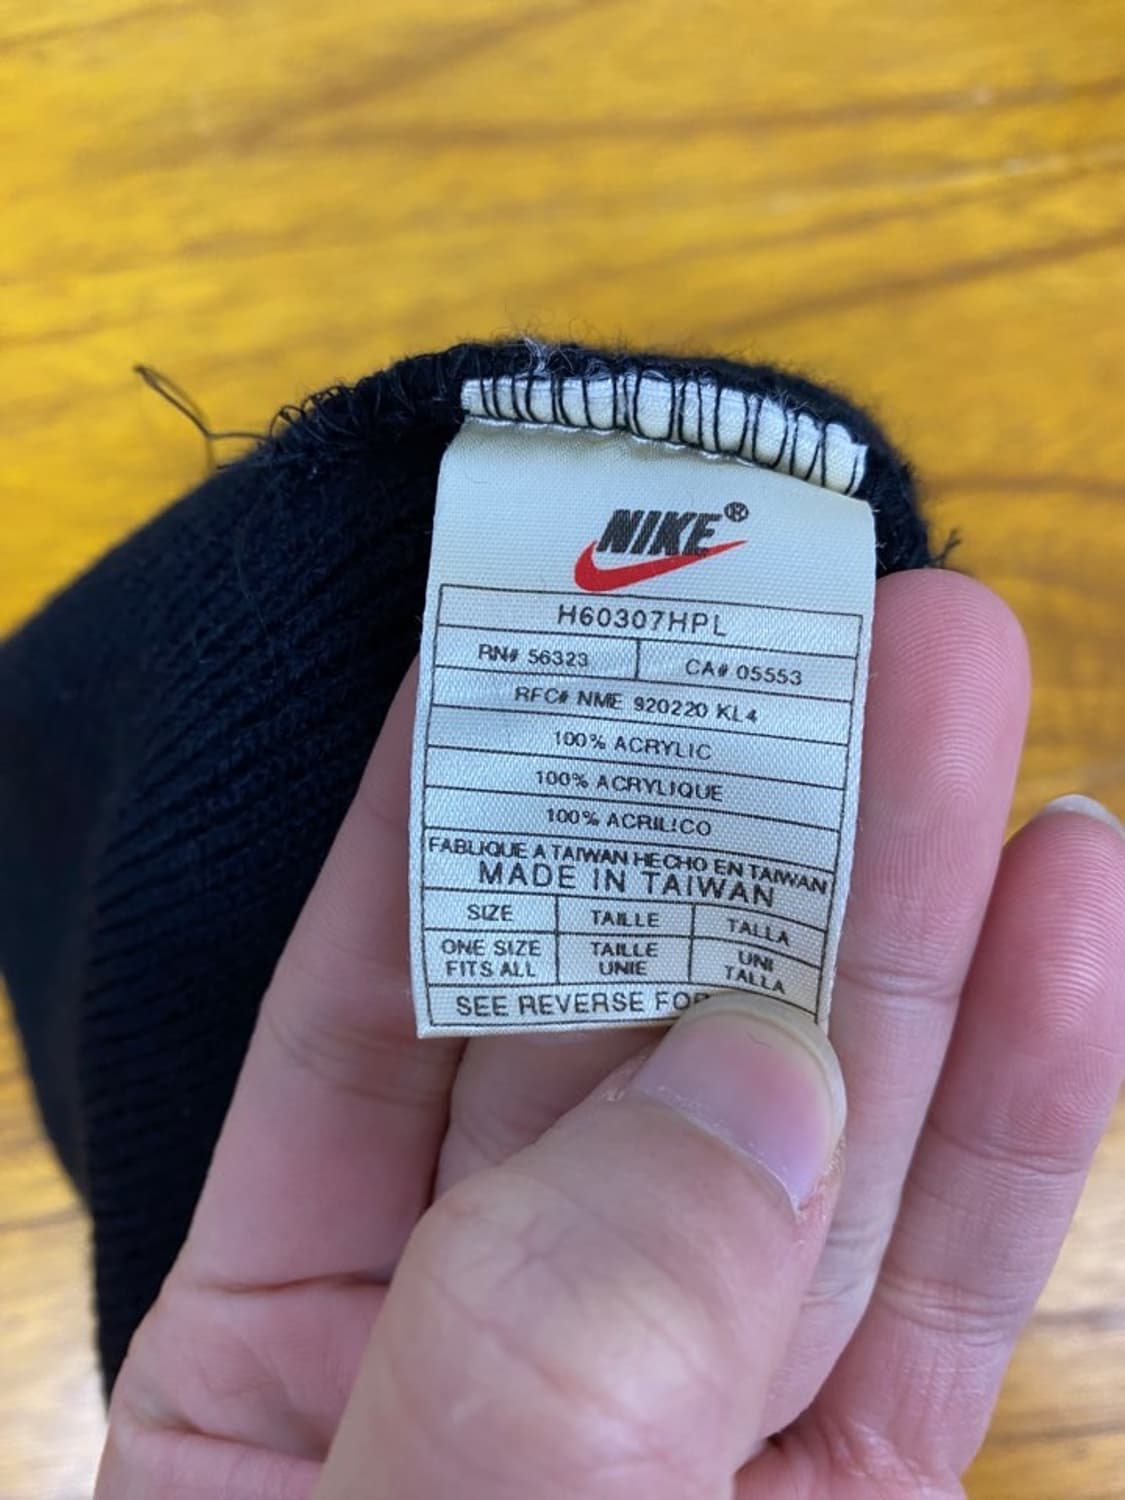 NIKE®
H60307HPL
RN# 56323 CA# 05553
RFC# NME 920220 KL4
100% ACRYLIC
100% ACRYLIQUE
100% ACRILICO
FABLIQUE A TAIWAN HECHO EN TAIWAN
MADE IN TAIWAN
SIZE TAILLE TALLA
ONE SIZE FITS ALL TAILLE UNIE UNI TALLA
SEE REVERSE FOR